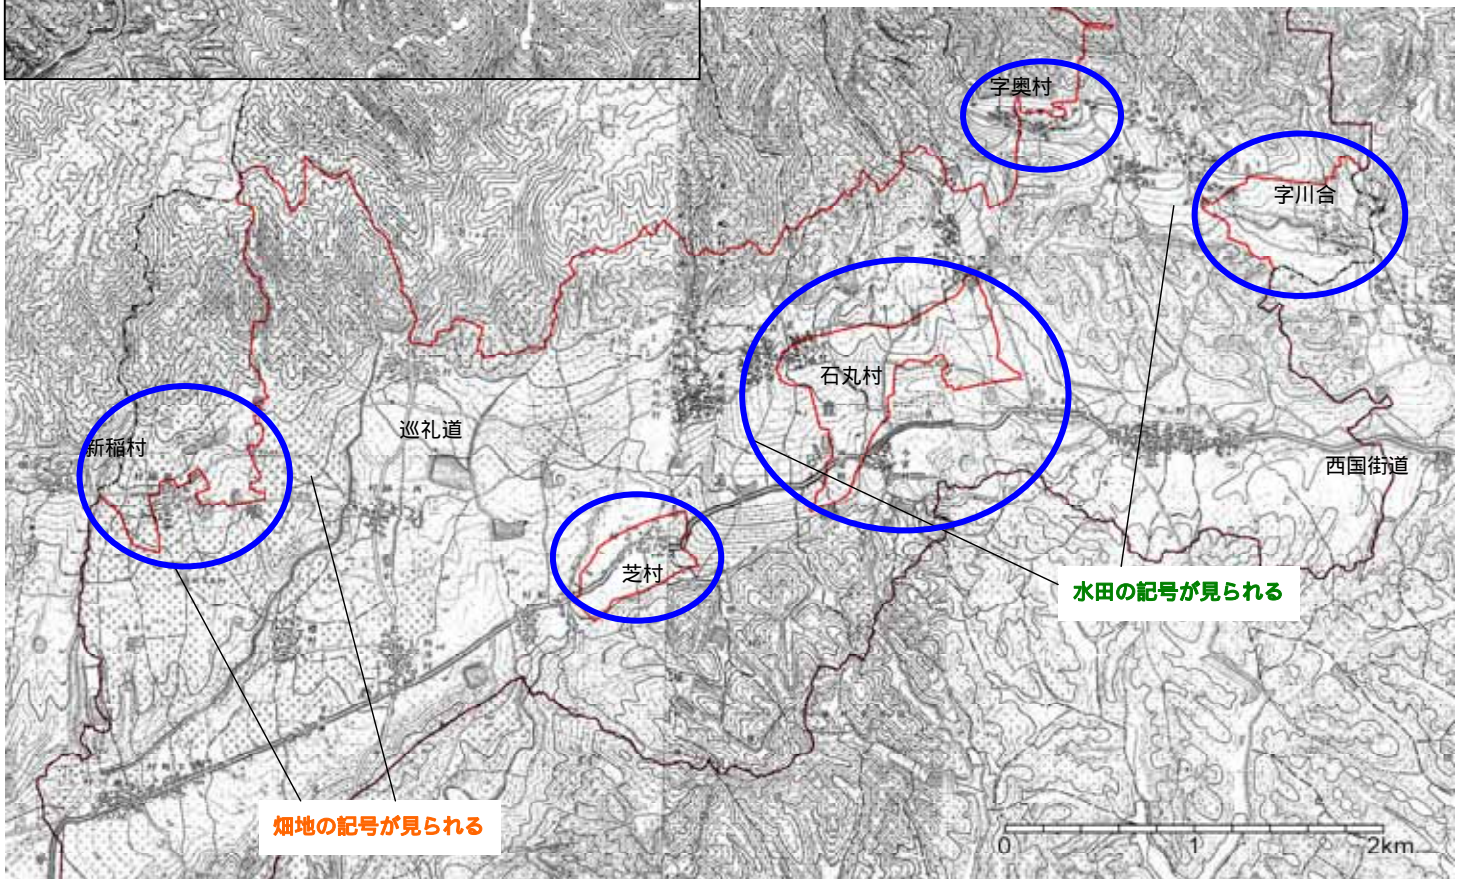 字奥村
字川合
石丸村
巡礼道
新稲村
西国街道
芝村
水田の記号が見られる
畑地の記号が見られる
0 1 2km